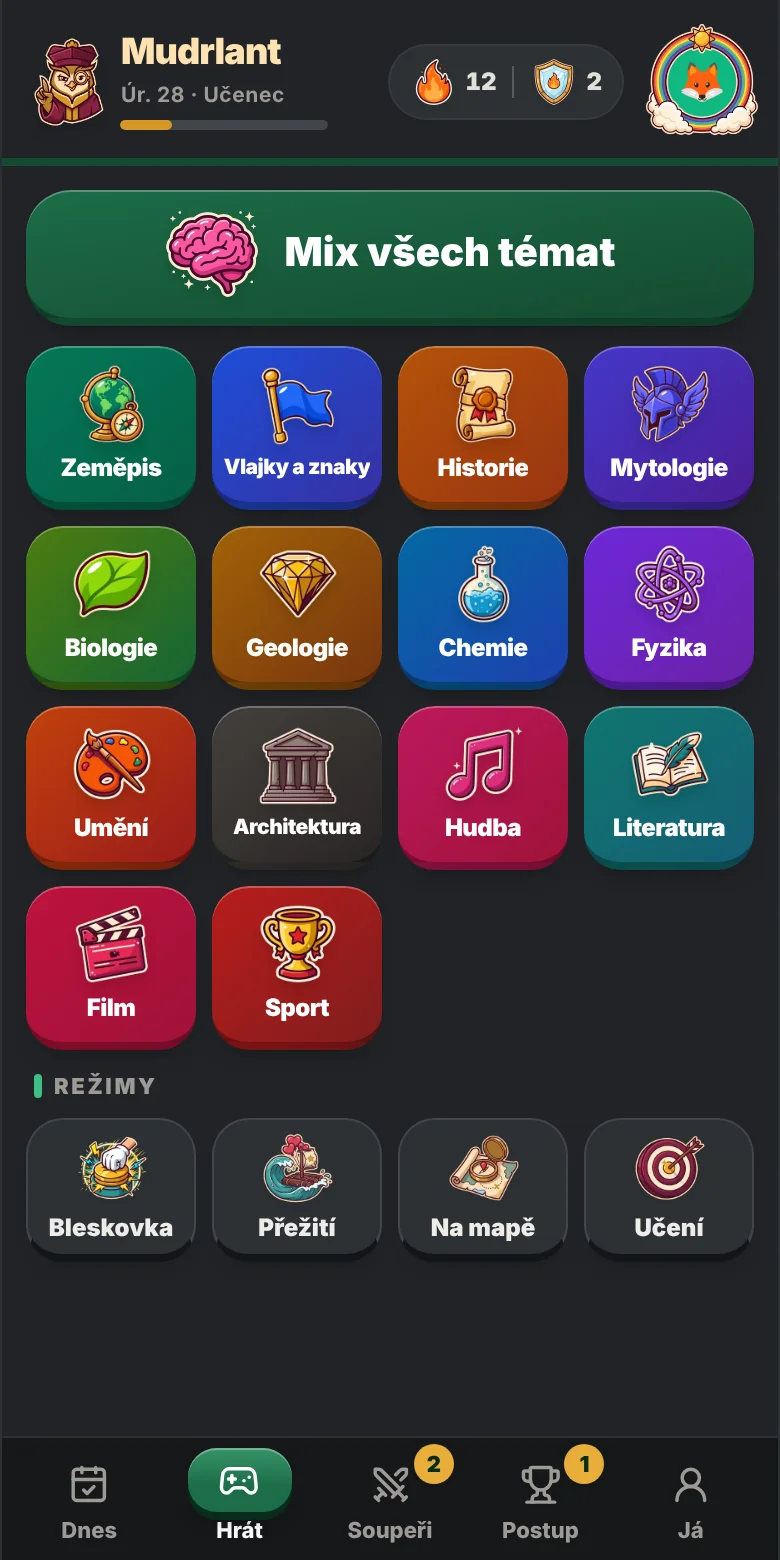 Mudrlant
Úr. 28 · Učenec
12
2
Mix všech témat
Zeměpis
Vlajky a znaky
Historie
Mytologie
Biologie
Geologie
Chemie
Fyzika
Umění
Architektura
Hudba
Literatura
Film
Sport
REŽIMY
Bleskovka
Přežití
Na mapě
Učení
2
1
Dnes
Hrát
Soupeři
Postup
Já